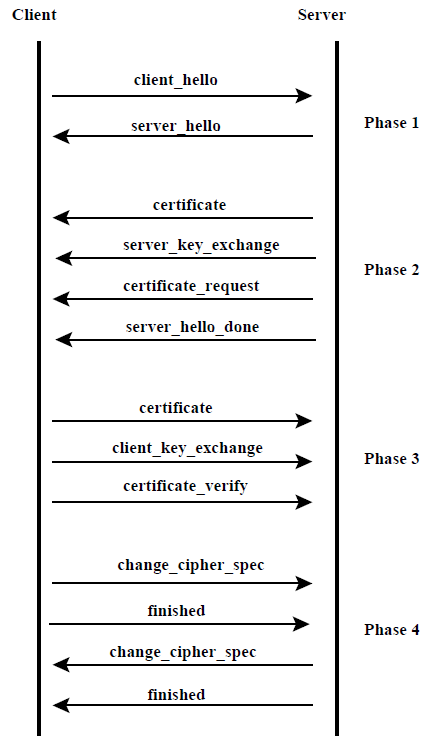 Client Server
client_hello
server_hello
Phase 1
certificate
server_key_exchange
Phase 2
certificate_request
server_hello_done
certificate
client_key_exchange
Phase 3
certificate_verify
change_cipher_spec
finished
Phase 4
change_cipher_spec
finished